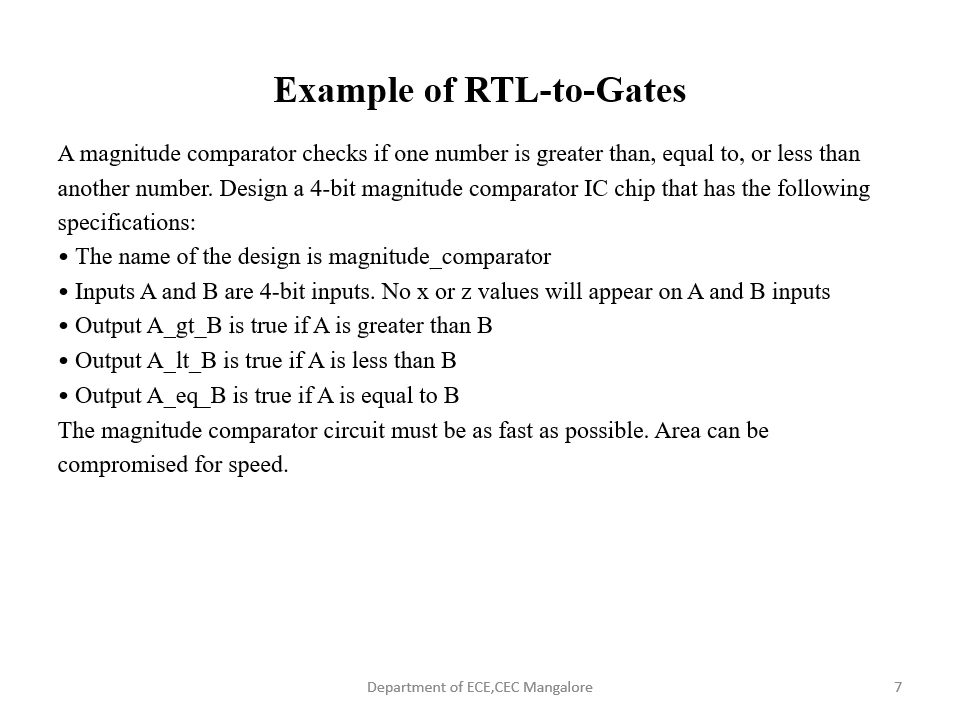 Example of RTL-to-Gates
A magnitude comparator checks if one number is greater than, equal to, or less than
another number. Design a 4-bit magnitude comparator IC chip that has the following
specifications:
• The name of the design is magnitude_comparator
• Inputs A and B are 4-bit inputs. No x or z values will appear on A and B inputs
• Output A_gt_B is true if A is greater than B
• Output A_lt_B is true if A is less than B
• Output A_eq_B is true if A is equal to B
The magnitude comparator circuit must be as fast as possible. Area can be
compromised for speed.
Department of ECE,CEC Mangalore
7